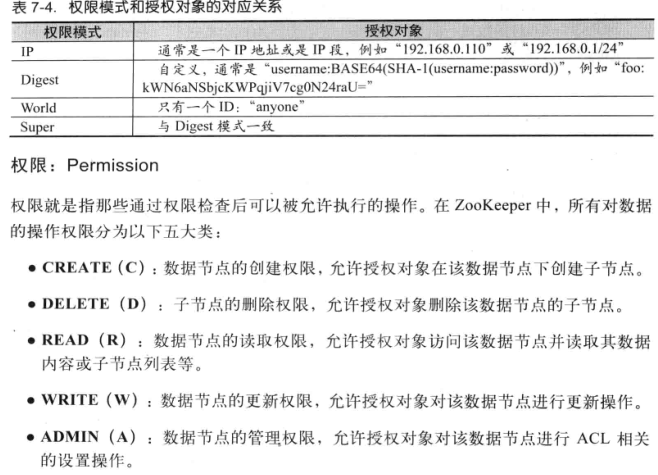 表 7-4. 权限模式和授权对象的对应关系
权限模式 授权对象
IP 通常是一个 IP 地址或是 IP 段，例如“192.168.0.110”或“192.168.0.1/24”
Digest 自定义，通常是“username:BASE64(SHA-1(username:password))”，例如“foo:
kWN6aNSbjcKWPqjiV7cg0N24raU=”
World 只有一个 ID：“anyone”
Super 与 Digest 模式一致
权限：Permission
权限就是指那些通过权限检查后可以被允许执行的操作。在 ZooKeeper 中，所有对数据
的操作权限分为以下五大类：
● CREATE（C）：数据节点的创建权限，允许授权对象在该数据节点下创建子节点。
● DELETE（D）：子节点的删除权限，允许授权对象删除该数据节点的子节点。
● READ（R）：数据节点的读取权限，允许授权对象访问该数据节点并读取其数据
内容或子节点列表等。
● WRITE（W）：数据节点的更新权限，允许授权对象对该数据节点进行更新操作。
● ADMIN（A）：数据节点的管理权限，允许授权对象对该数据节点进行 ACL 相关
的设置操作。